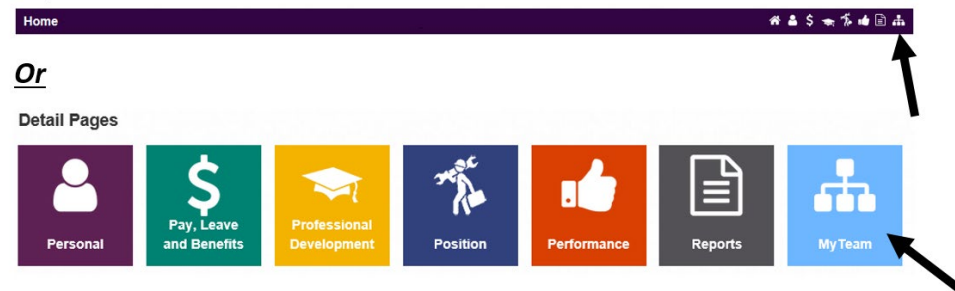 Home
Or
Detail Pages
Personal
Pay, Leave
and Benefits
Professional
Development
Position
Performance
Reports
My Team